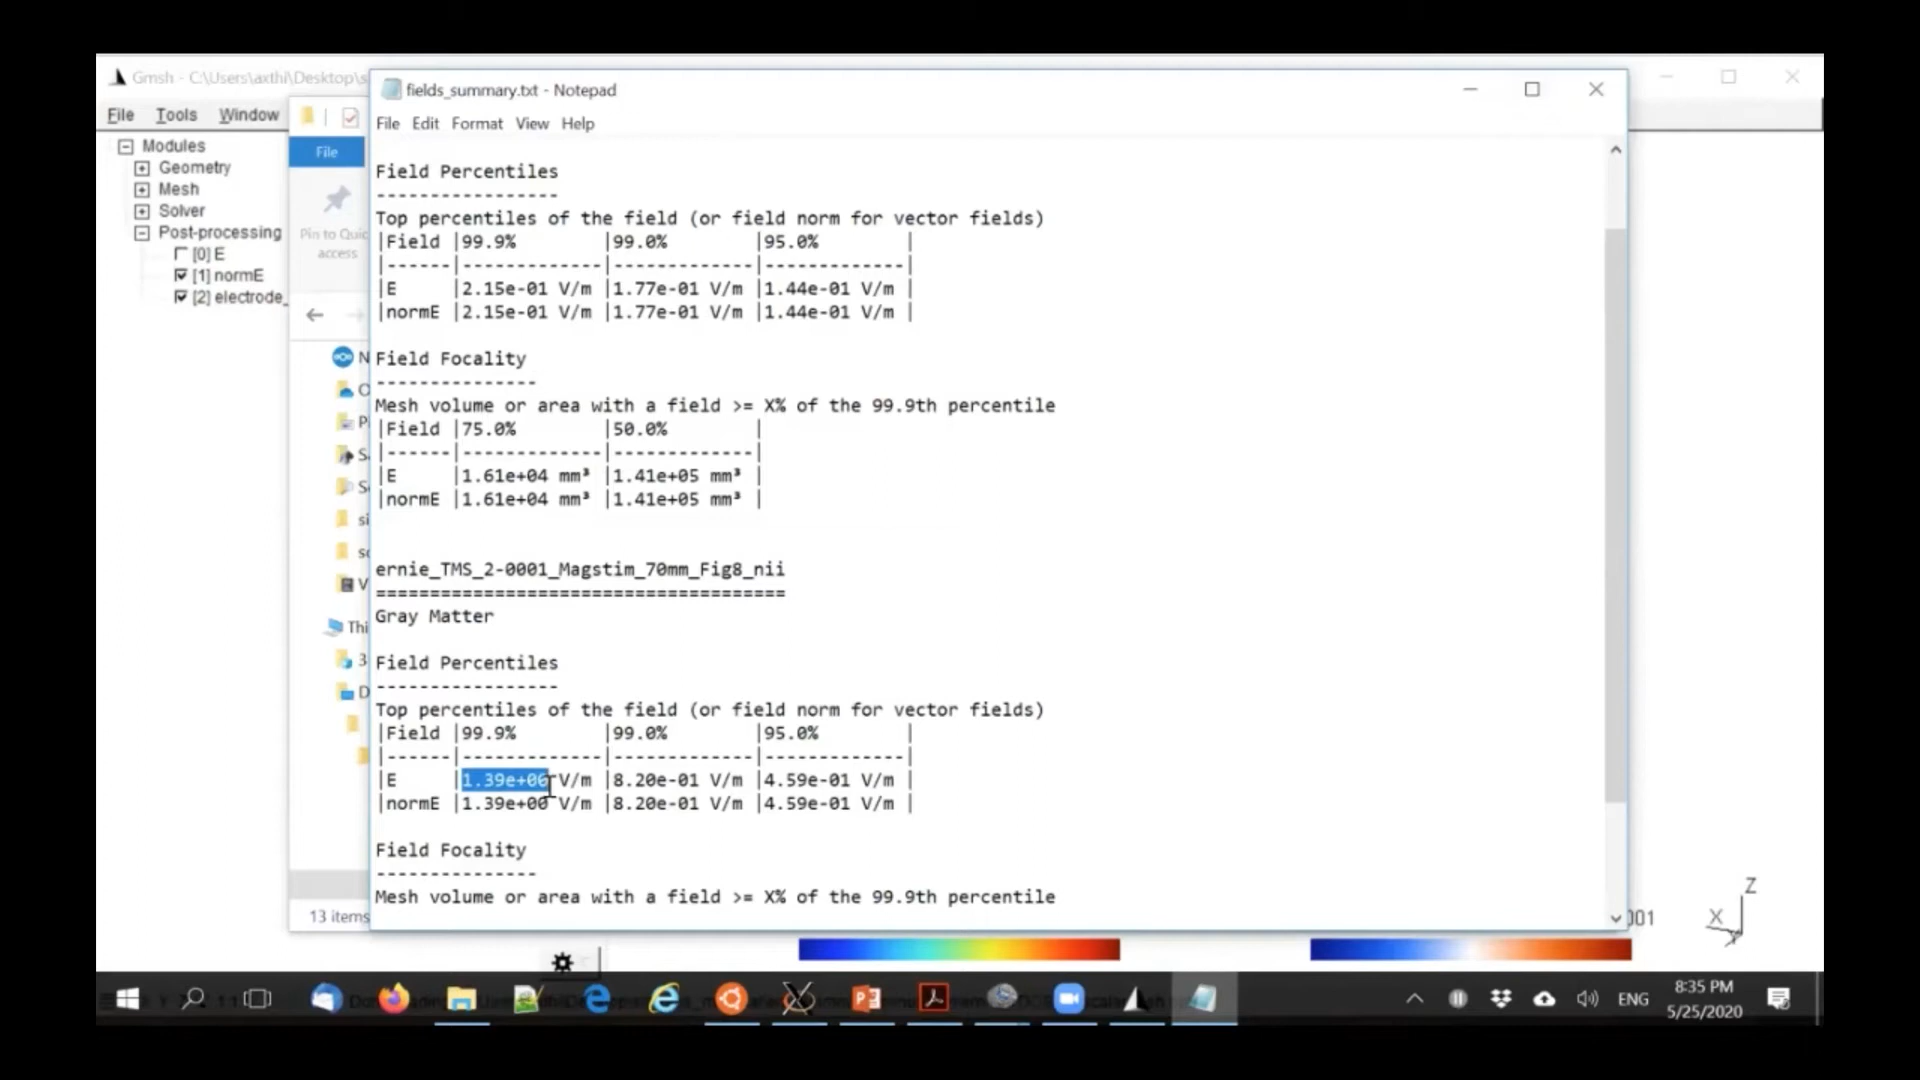 Gmsh - C:\Users\axthi\Desktop\s
fields_summary.txt - Notepad
File Tools Window
File Edit Format View Help
Modules
Geometry
Mesh
Solver
Post-processing
[0] E
[1] normE
[2] electrode_
File
Pin to Quic
access
Field Percentiles
-----------------
Top percentiles of the field (or field norm for vector fields)
|Field |99.9% |99.0% |95.0% |
|------|-------------|-------------|-------------|
|E |2.15e-01 V/m |1.77e-01 V/m |1.44e-01 V/m |
|normE |2.15e-01 V/m |1.77e-01 V/m |1.44e-01 V/m |
Field Focality
---------------
Mesh volume or area with a field >= X% of the 99.9th percentile
|Field |75.0% |50.0% |
|------|-------------|-------------|
|E |1.61e+04 mm³ |1.41e+05 mm³ |
|normE |1.61e+04 mm³ |1.41e+05 mm³ |
ernie_TMS_2-0001_Magstim_70mm_Fig8_nii
======================================
Gray Matter
Field Percentiles
-----------------
Top percentiles of the field (or field norm for vector fields)
|Field |99.9% |99.0% |95.0% |
|------|-------------|-------------|-------------|
|E |1.39e+00 V/m |8.20e-01 V/m |4.59e-01 V/m |
|normE |1.39e+00 V/m |8.20e-01 V/m |4.59e-01 V/m |
Field Focality
---------------
Mesh volume or area with a field >= X% of the 99.9th percentile
Thi
13 items
001
Z
X
Y
ENG
8:35 PM
5/25/2020